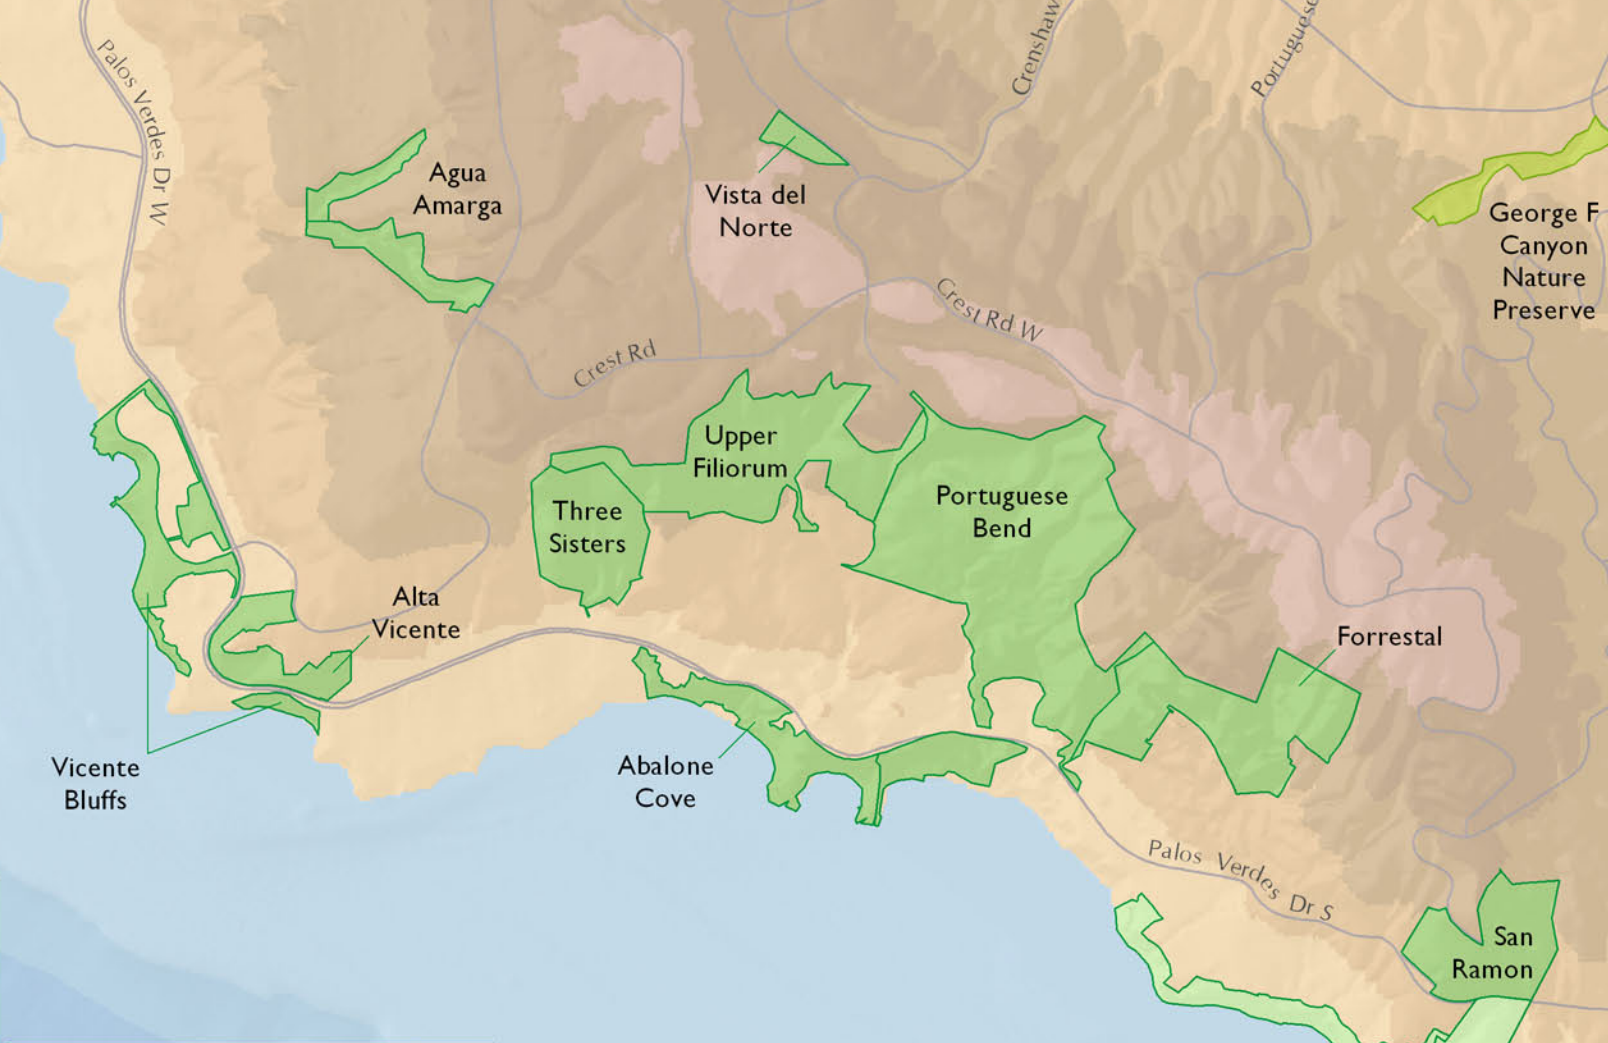 Palos Verdes Dr W
Crenshaw
Portuguese
Agua
Amarga
Vista del
Norte
George F
Canyon
Nature
Preserve
Crest Rd W
Crest Rd
Upper
Filiorum
Three
Sisters
Portuguese
Bend
Alta
Vicente
Forrestal
Vicente
Bluffs
Abalone
Cove
Palos Verdes Dr S
San
Ramon